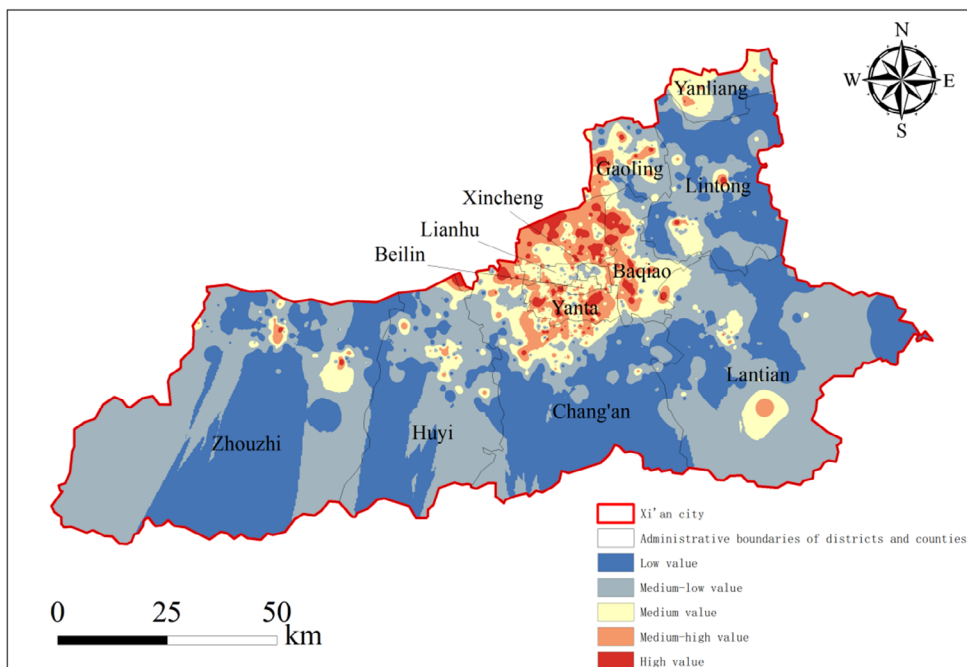 N
W E
S
Yanliang
Gaoling
Lintong
Xincheng
Lianhu
Beilin
Baqiao
Yanta
Lantian
Chang'an
Huyi
Zhouzhi
Xi'an city
Administrative boundaries of districts and counties
Low value
Medium-low value
Medium value
Medium-high value
High value
0 25 50
km